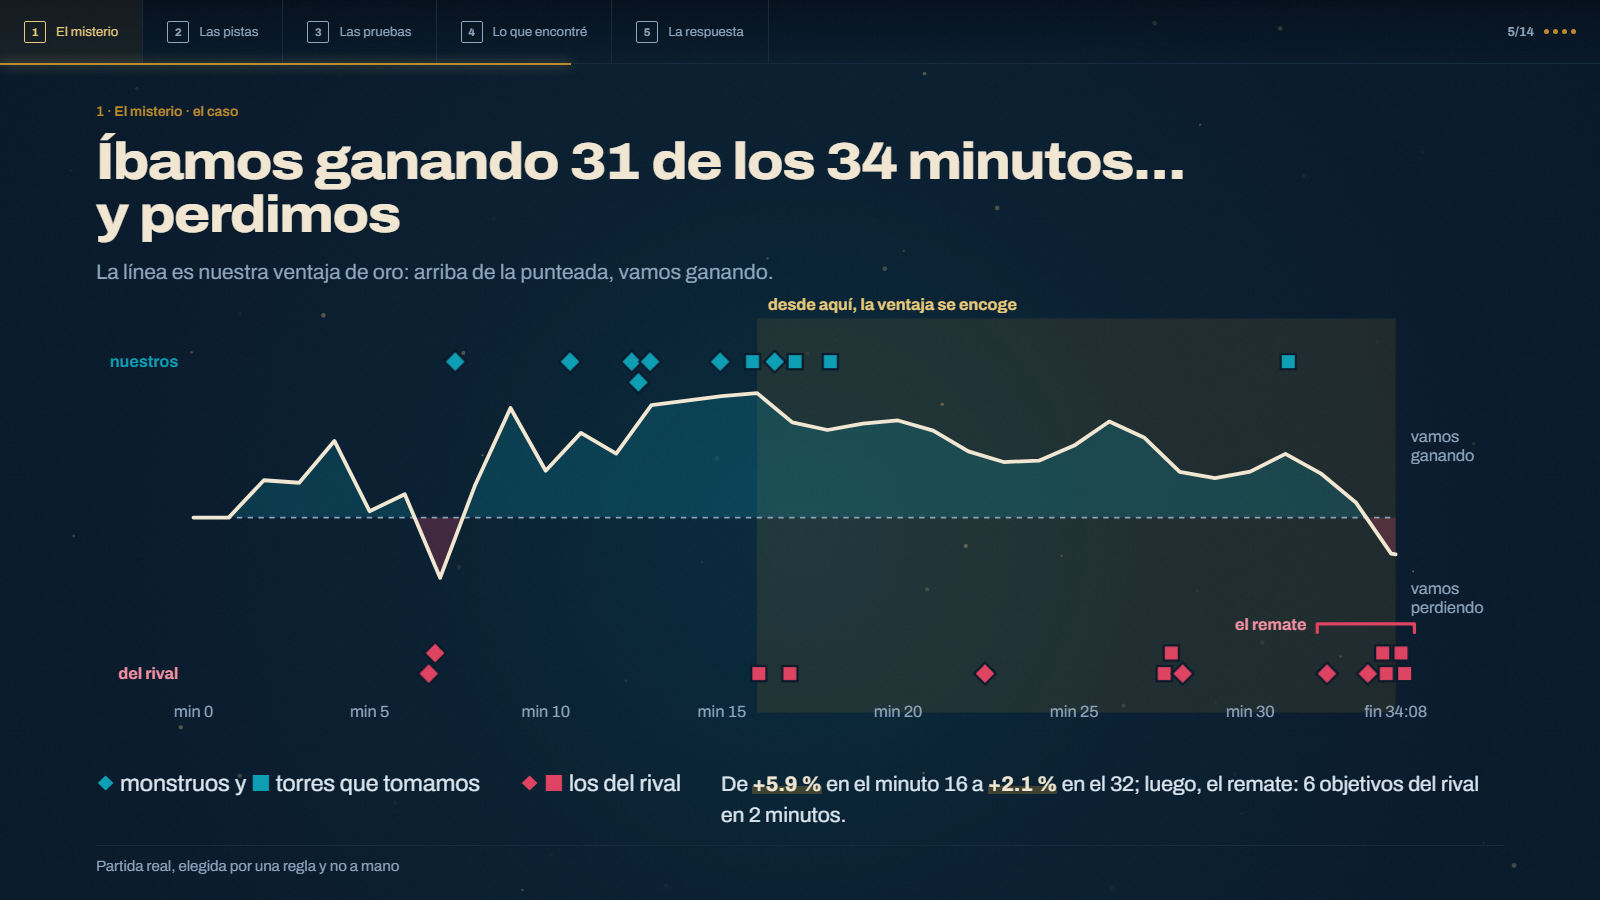 1 El misterio
2 Las pistas
3 Las pruebas
4 Lo que encontré
5 La respuesta
5/14
1 · El misterio · el caso
Íbamos ganando 31 de los 34 minutos...
y perdimos
La línea es nuestra ventaja de oro: arriba de la punteada, vamos ganando.
desde aquí, la ventaja se encoge
nuestros
vamos
ganando
vamos
perdiendo
el remate
del rival
min 0
min 5
min 10
min 15
min 20
min 25
min 30
fin 34:08
monstruos y torres que tomamos
los del rival
De +5.9 % en el minuto 16 a +2.1 % en el 32; luego, el remate: 6 objetivos del rival
en 2 minutos.
Partida real, elegida por una regla y no a mano